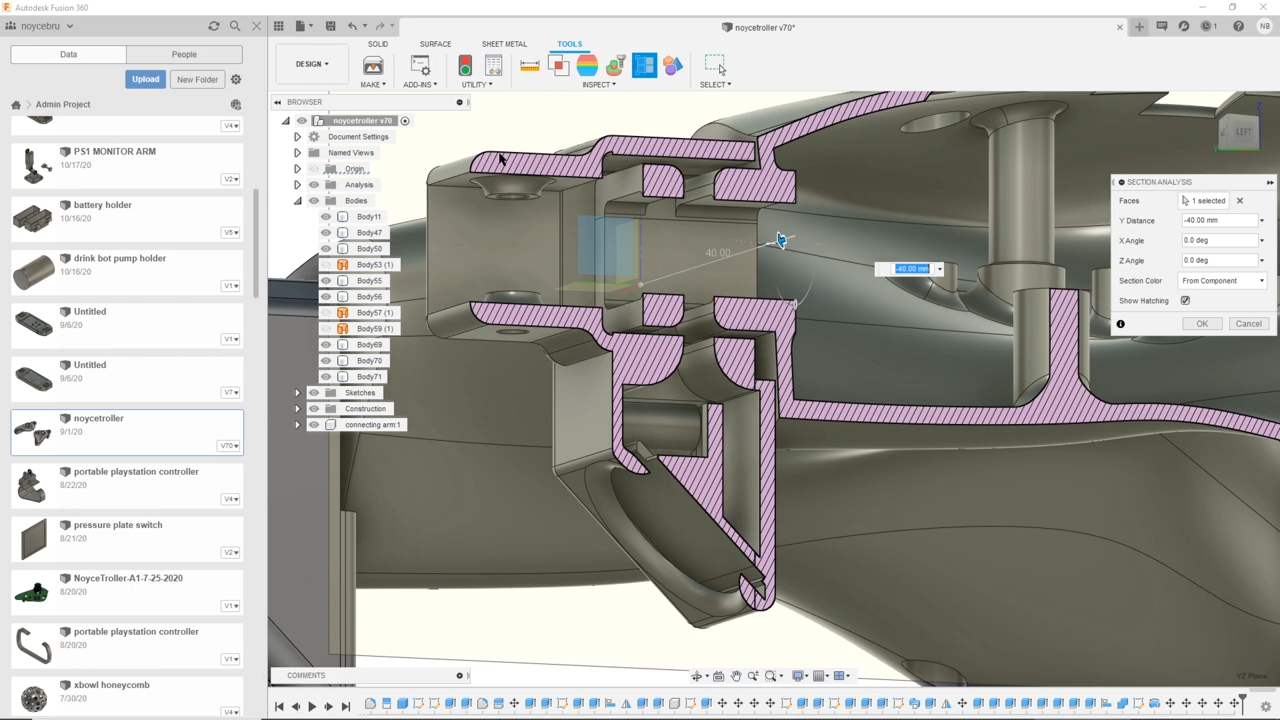 Autodesk Fusion 360
noycebru
noycetroller v70*
1
NB
Data
People
Upload
New Folder
Admin Project
V4
PS1 MONITOR ARM
10/17/20
V2
battery holder
10/16/20
V5
drink bot pump holder
10/16/20
V1
Untitled
9/6/20
V1
Untitled
9/6/20
V7
noycetroller
9/1/20
V70
portable playstation controller
8/22/20
V4
pressure plate switch
8/21/20
V2
NoyceTroller-A1-7-25-2020
8/20/20
V1
portable playstation controller
8/20/20
V1
xbowl honeycomb
7/30/20
V4
DESIGN
SOLID
SURFACE
SHEET METAL
TOOLS
MAKE
ADD-INS
UTILITY
INSPECT
SELECT
BROWSER
noycetroller v70
Document Settings
Named Views
Origin
Analysis
Bodies
Body11
Body47
Body50
Body53 (1)
Body55
Body56
Body57 (1)
Body59 (1)
Body69
Body70
Body71
Sketches
Construction
connecting arm:1
40.00
-40.00 mm
Z
LEFT
SECTION ANALYSIS
Faces 1 selected
Y Distance -40.00 mm
X Angle 0.0 deg
Z Angle 0.0 deg
Section Color From Component
Show Hatching
OK
Cancel
COMMENTS
YZ Plane